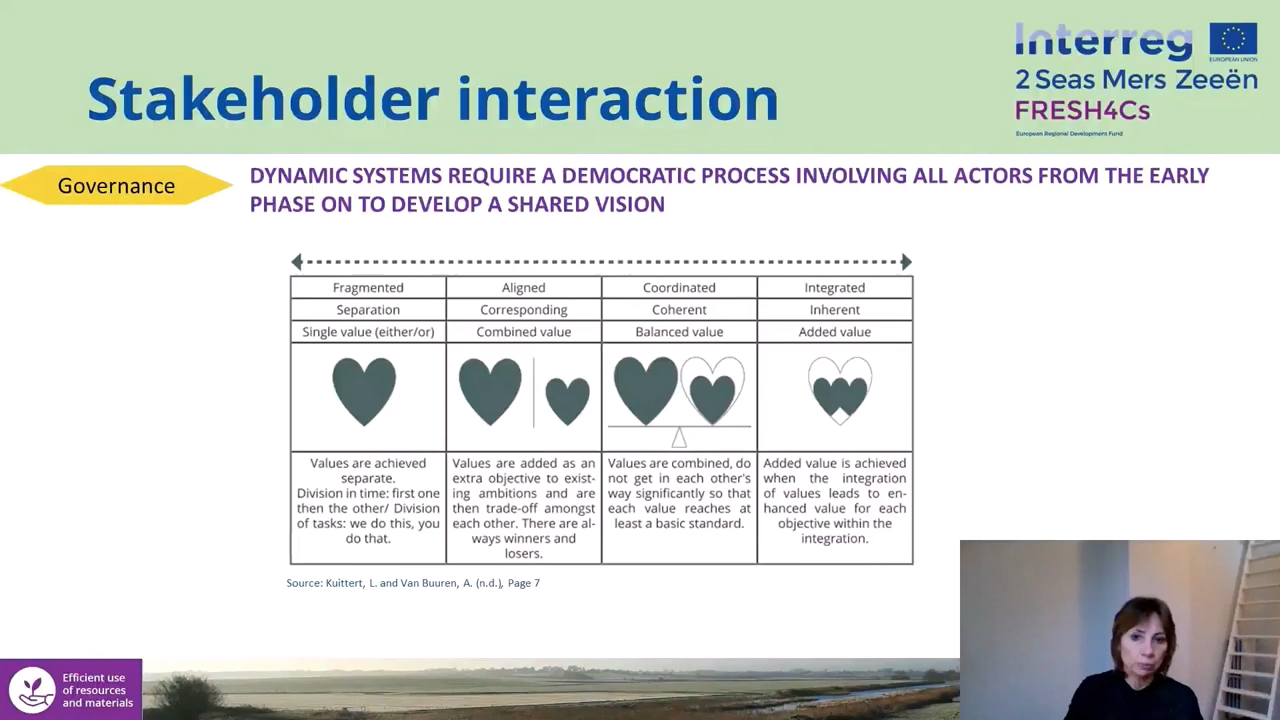 Stakeholder interaction
Interreg
EUROPEAN UNION
2 Seas Mers Zeeën
FRESH4Cs
European Regional Development Fund
Governance
DYNAMIC SYSTEMS REQUIRE A DEMOCRATIC PROCESS INVOLVING ALL ACTORS FROM THE EARLY
PHASE ON TO DEVELOP A SHARED VISION
Fragmented
Aligned
Coordinated
Integrated
Separation
Corresponding
Coherent
Inherent
Single value (either/or)
Combined value
Balanced value
Added value
Values are achieved
separate.
Division in time: first one
then the other/ Division
of tasks: we do this, you
do that.
Values are added as an
extra objective to exist-
ing ambitions and are
then trade-off amongst
each other. There are al-
ways winners and
losers.
Values are combined, do
not get in each other's
way significantly so that
each value reaches at
least a basic standard.
Added value is achieved
when the integration
of values leads to en-
hanced value for each
objective within the
integration.
Source: Kuittert, L. and Van Buuren, A. (n.d.), Page 7
Efficient use
of resources
and materials